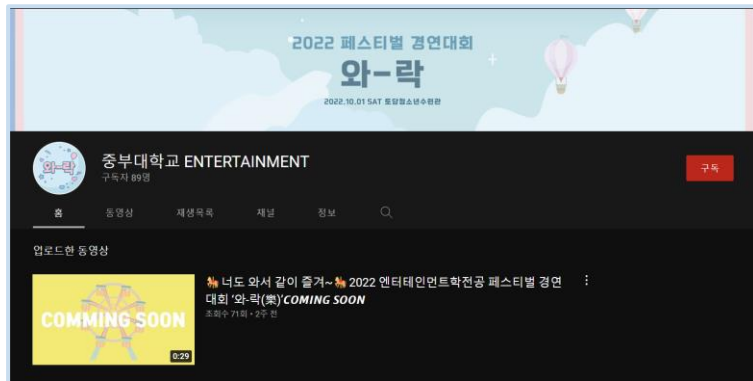 2022 페스티벌 경연대회
와-락
2022.10.01 SAT 토당청소년수련관
와-락
중부대학교 ENTERTAINMENT
구독자 89명
구독
홈 동영상 재생목록 채널 정보
업로드한 동영상
🎠 너도 와서 같이 즐겨~🎠 2022 엔터테인먼트학전공 페스티벌 경연
대회 '와-락(樂)'COMING SOON
조회수 71회 • 2주 전
COMMING SOON
0:29